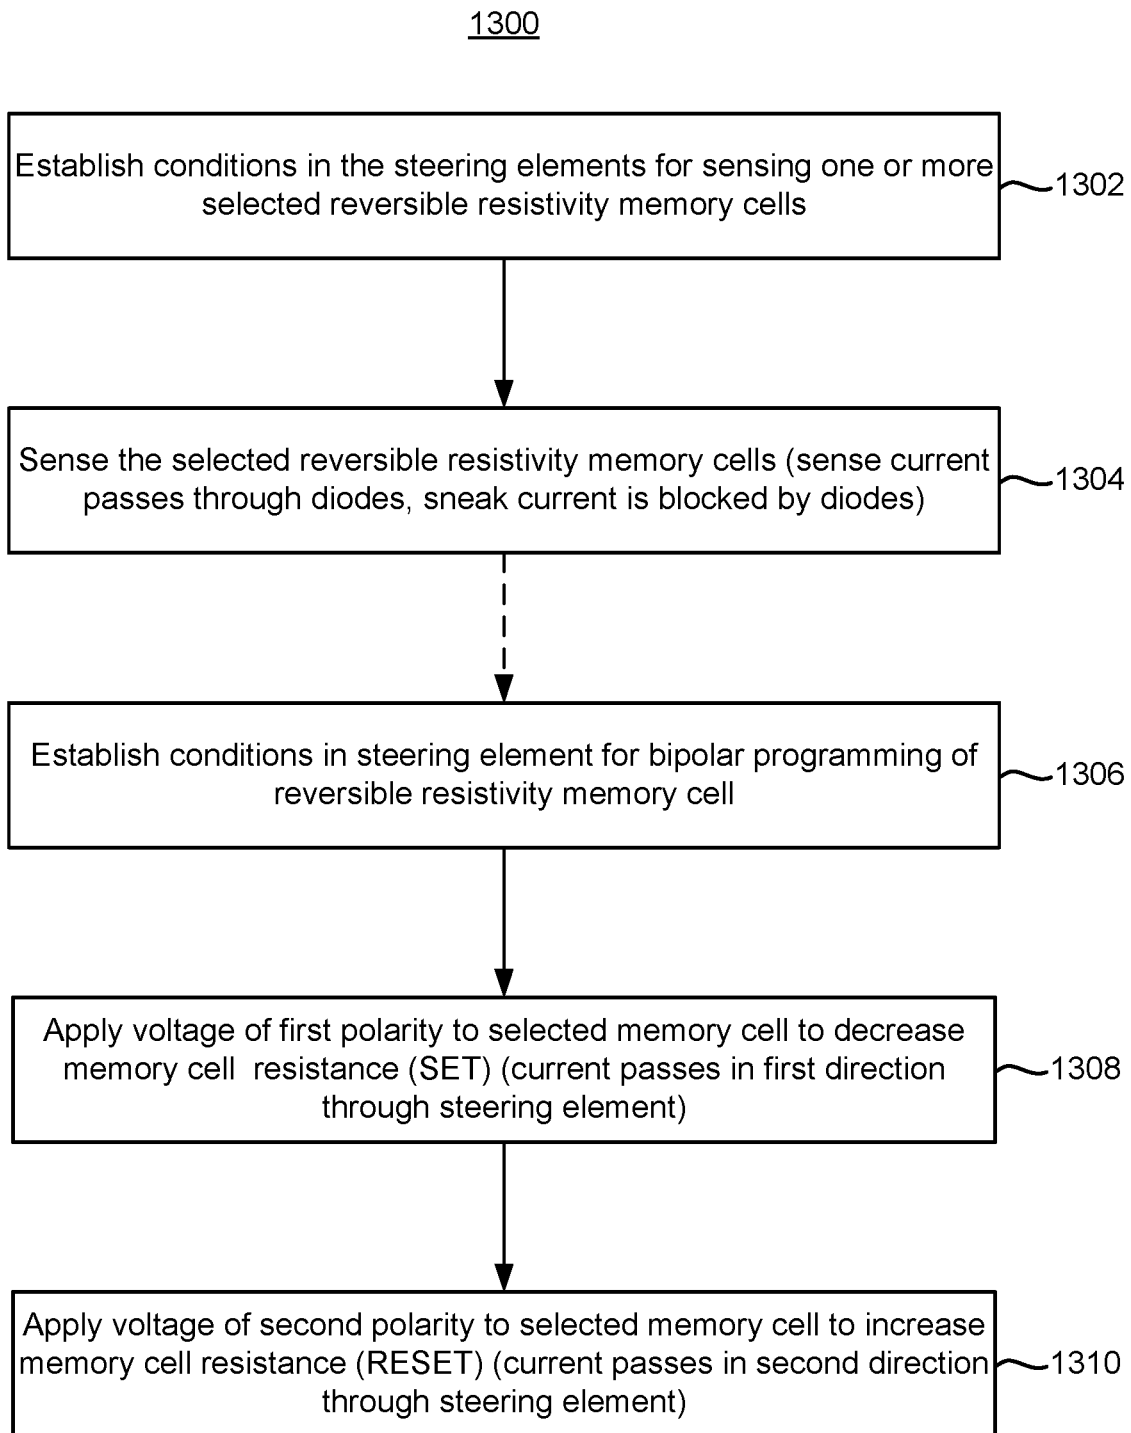 1300
Establish conditions in the steering elements for sensing one or more
selected reversible resistivity memory cells
1302
Sense the selected reversible resistivity memory cells (sense current
passes through diodes, sneak current is blocked by diodes)
1304
Establish conditions in steering element for bipolar programming of
reversible resistivity memory cell
1306
Apply voltage of first polarity to selected memory cell to decrease
memory cell  resistance (SET) (current passes in first direction
through steering element)
1308
Apply voltage of second polarity to selected memory cell to increase
memory cell resistance (RESET) (current passes in second direction
through steering element)
1310